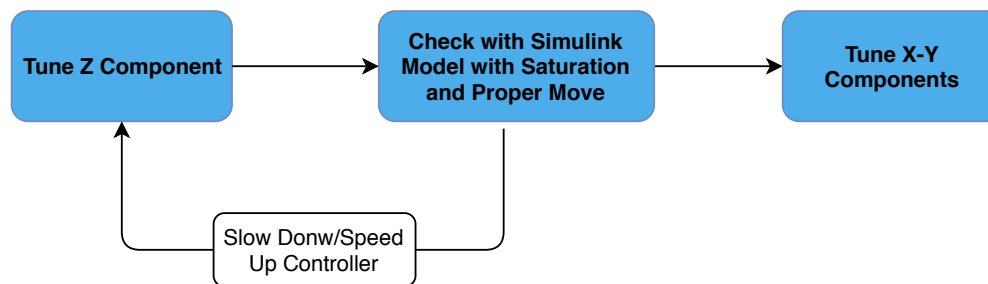 Tune Z Component
Check with Simulink
Model with Saturation
and Proper Move
Tune X-Y
Components
Slow Donw/Speed
Up Controller